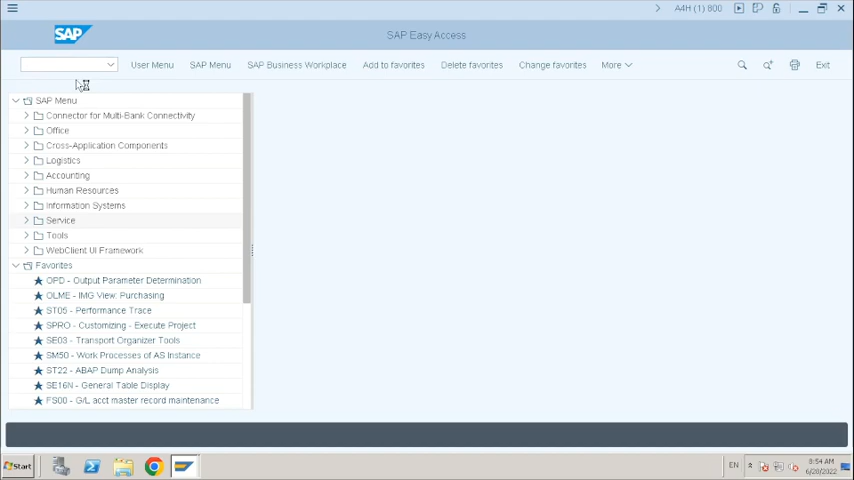 A4H (1) 800
SAP
SAP Easy Access
User Menu
SAP Menu
SAP Business Workplace
Add to favorites
Delete favorites
Change favorites
More
Exit
SAP Menu
Connector for Multi-Bank Connectivity
Office
Cross-Application Components
Logistics
Accounting
Human Resources
Information Systems
Service
Tools
WebClient UI Framework
Favorites
OPD - Output Parameter Determination
OLME - IMG View: Purchasing
ST05 - Performance Trace
SPRO - Customizing - Execute Project
SE03 - Transport Organizer Tools
SM50 - Work Processes of AS Instance
ST22 - ABAP Dump Analysis
SE16N - General Table Display
FS00 - G/L acct master record maintenance
Start
EN
8:54 AM
6/28/2022